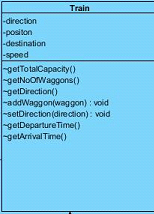 Train
-direction
-positon
-destination
-speed
~getTotalCapacity()
~getNoOfWaggons()
~getDirection()
~addWaggon(waggon) : void
~setDirection(direction) : void
~getDepartureTime()
~getArrivalTime()